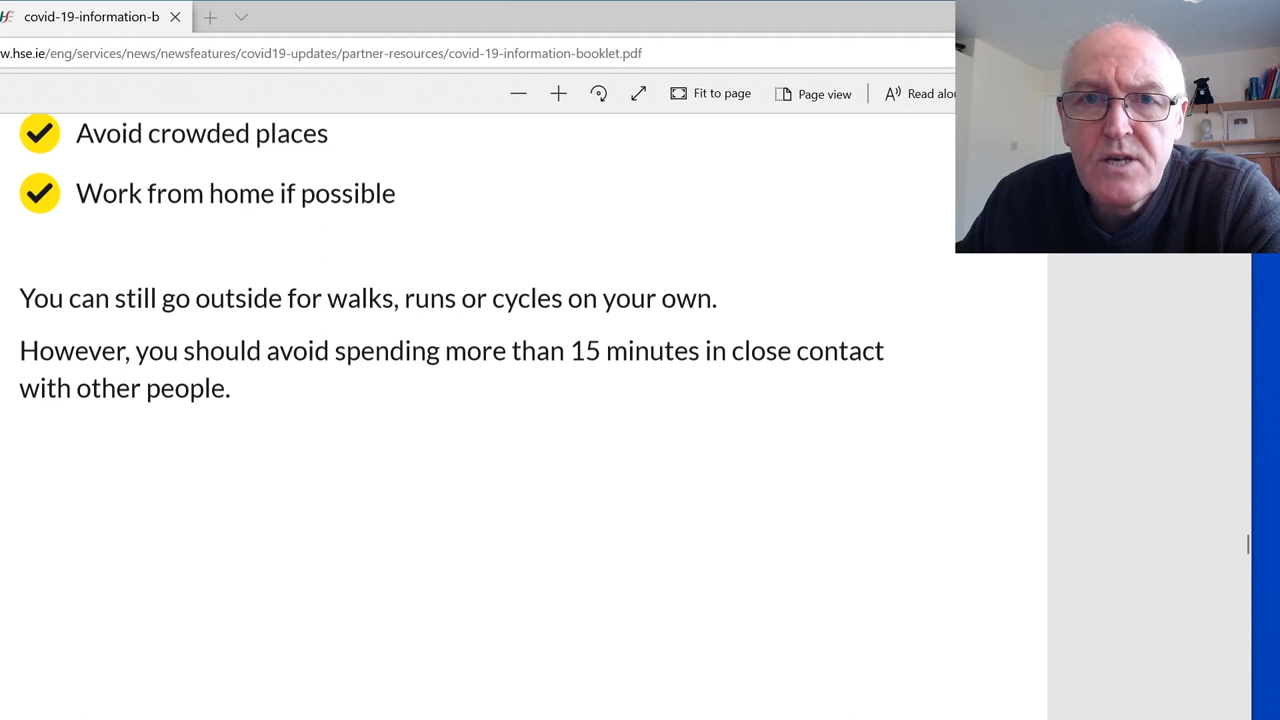 covid-19-information-b
w.hse.ie/eng/services/news/newsfeatures/covid19-updates/partner-resources/covid-19-information-booklet.pdf
Fit to page
Page view
Read alou
Avoid crowded places
Work from home if possible
You can still go outside for walks, runs or cycles on your own.
However, you should avoid spending more than 15 minutes in close contact
with other people.